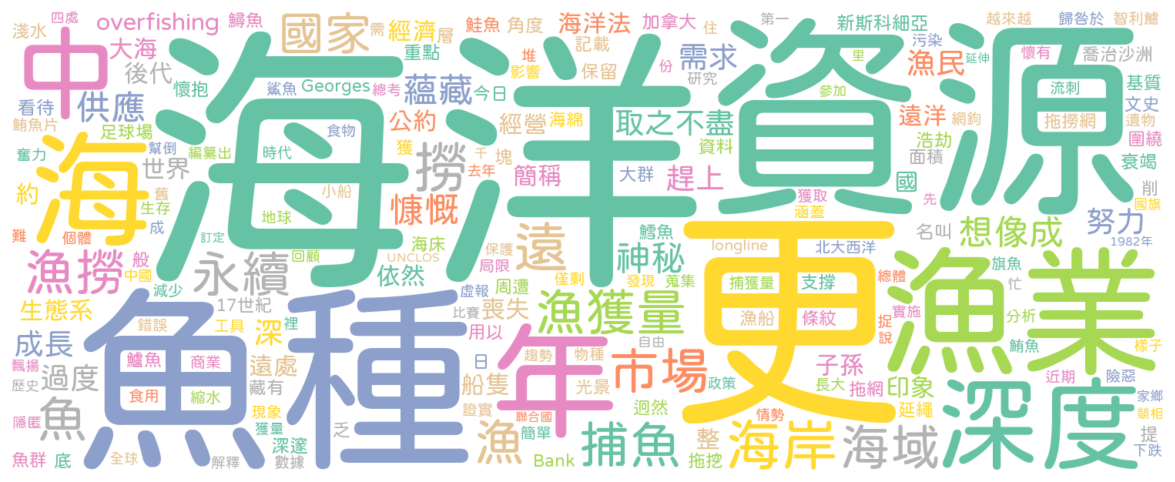 四處 overfishing 鱘魚 國家 需 經濟 層 鮭魚 角度 海洋法 加拿大 住 新斯科細亞 第一 越來越 歸咎於 智利鱸
淺水 中 大海 後代 懷抱 重點 堆 記載 保留 份 需求 研究 污染 里 漁民 延伸 懷有 喬治沙洲
看待 供應 鯊魚 Georges 總考 蘊藏 今日 影響 海綿 參加 遠洋 網鉤 流刺 基質
鮪魚片 足球場 編纂出 食物 公約 獲 經營 塊 取之不盡 資料 浩劫 拖撈網 文史 遺物 圍繞
奮力 幫倒 世界 時代 撈 千 去年 簡稱 大群 趕上 國 獲取 面積 衰竭
海洋資源
海 約 舊 生存 成 小船 慷慨 涵蓋 先 削 國旗
難 個體 地球 遠 鱈魚 神秘 longline 北大西洋 名叫 想像成 努力 1982年
漁撈 般 中國 訂定 永續 回顧 UNCLOS 海床 依然 保護 局限 周遭 僅剩 發現 蒐集 捕獲量 支撐 總體 旗魚 忙 險惡
生態系 減少 17世紀 虛報 比賽 用以 喪失 漁獲量 漁船 條紋 捉 實施 分析 樣子
成長 錯誤 工具 深 裡 日 簡單 自由 更 說 鮪魚 漁業
飄揚 過度 鱸魚 商業 遠處 魚種 船隻 年 趨勢 物種 市場 子孫 長大 拖網 印象 近期 家鄉
歷史 魚 食用 縮水 藏有 光景 迥然 政策 延繩 深度 競相
隱匿 現象 證實 聯合國 情勢 提 下跌
魚群 底 全球 獲量 解釋 深邃 數據 乏 漁 簡單 Bank 捕魚 整 拖挖 海岸 海域